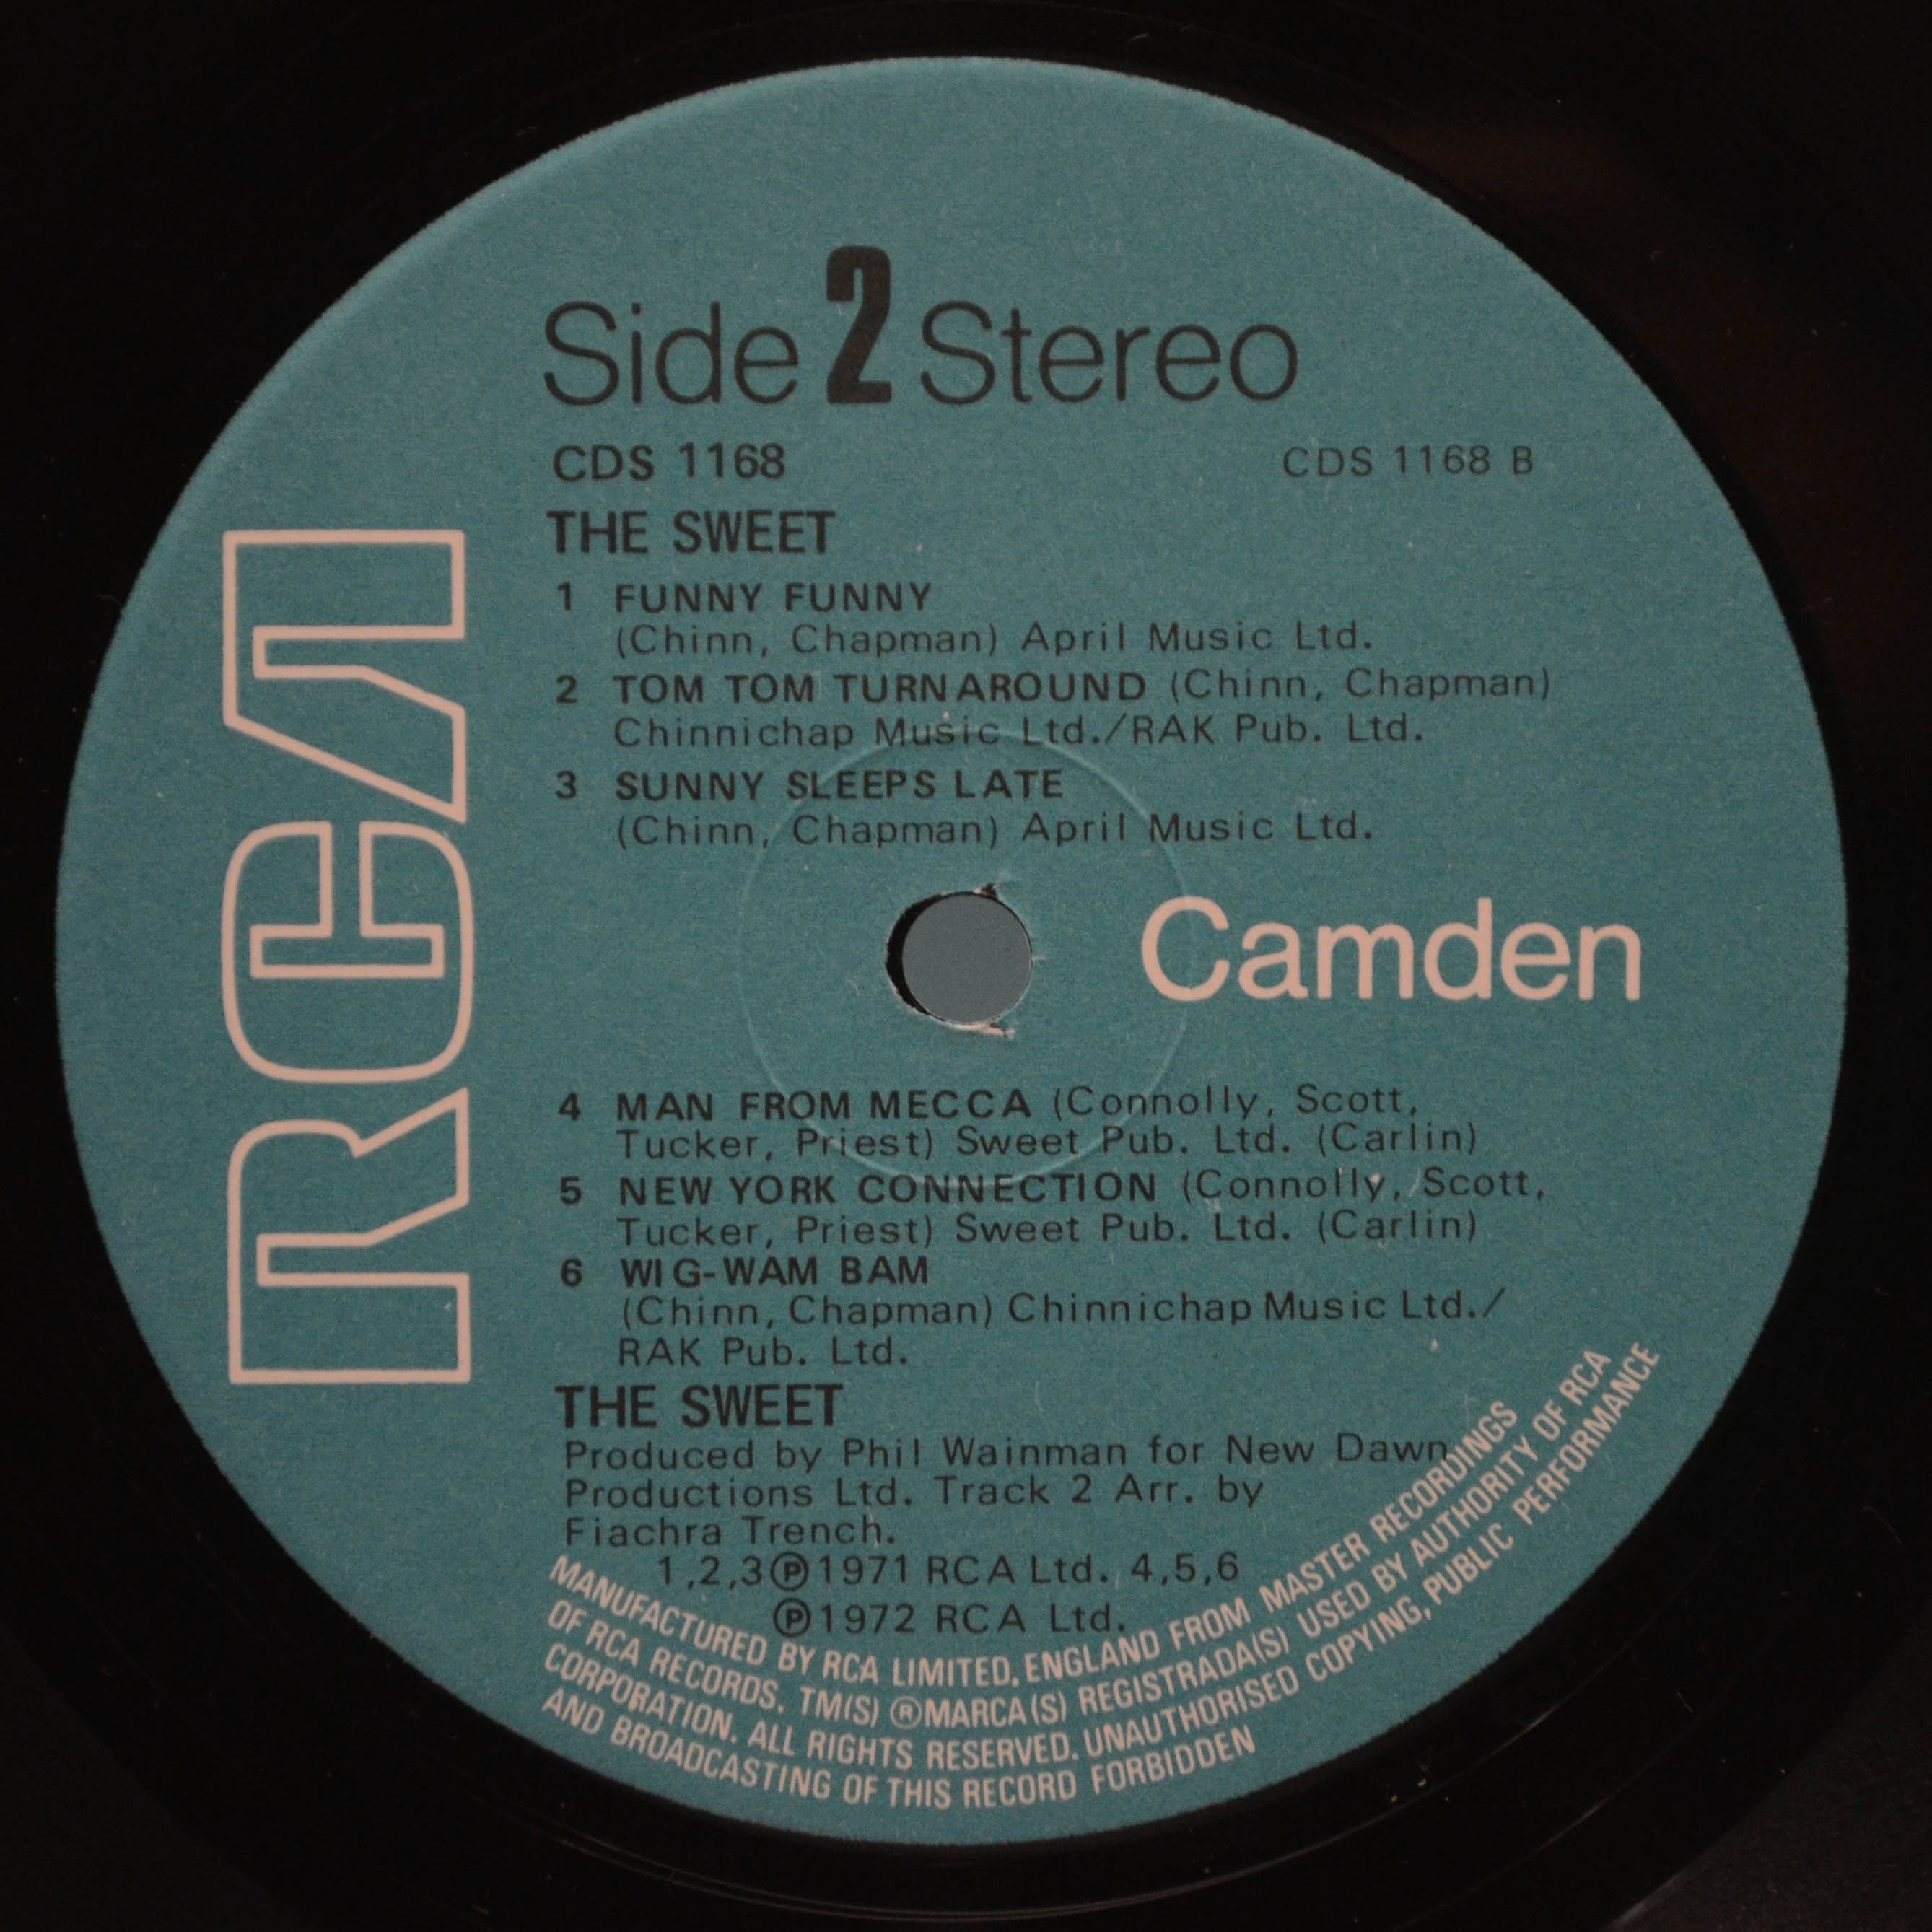 Side 2 Stereo
CDS 1168 CDS 1168 B
THE SWEET
1 FUNNY FUNNY
(Chinn, Chapman) April Music Ltd.
2 TOM TOM TURNAROUND (Chinn, Chapman)
Chinnichap Music Ltd./RAK Pub. Ltd.
3 SUNNY SLEEPS LATE
(Chinn, Chapman) April Music Ltd.
RCA
Camden
4 MAN FROM MECCA (Connolly, Scott,
Tucker, Priest) Sweet Pub. Ltd. (Carlin)
5 NEW YORK CONNECTION (Connolly, Scott,
Tucker, Priest) Sweet Pub. Ltd. (Carlin)
6 WIG-WAM BAM
(Chinn, Chapman) Chinnichap Music Ltd./
RAK Pub. Ltd.
THE SWEET
Produced by Phil Wainman for New Dawn
Productions Ltd. Track 2 Arr. by
Fiachra Trench.
1,2,3 ℗ 1971 RCA Ltd. 4,5,6
℗ 1972 RCA Ltd.
MANUFACTURED BY RCA LIMITED, ENGLAND FROM MASTER RECORDINGS
OF RCA RECORDS. TM(S) ® MARCA(S) REGISTRADA(S) USED BY AUTHORITY OF RCA
CORPORATION. ALL RIGHTS RESERVED. UNAUTHORISED COPYING, PUBLIC PERFORMANCE
AND BROADCASTING OF THIS RECORD FORBIDDEN